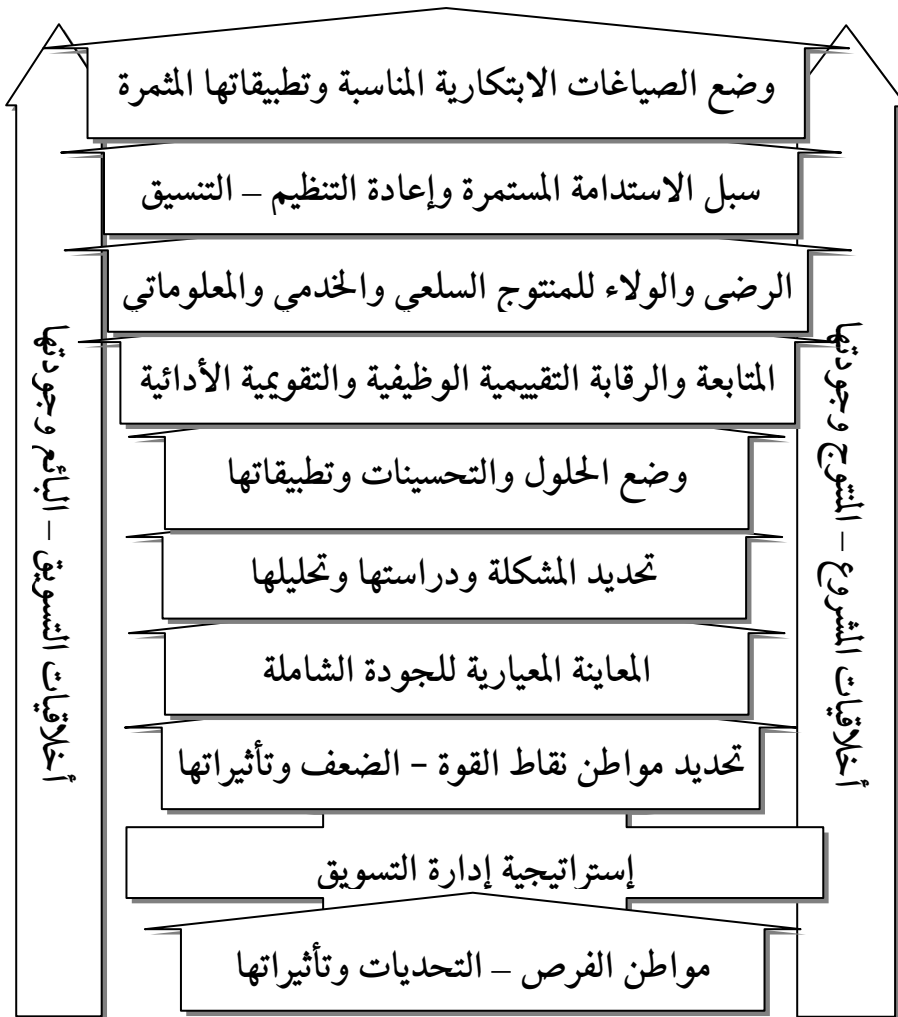 وضع الصياغات الابتكارية المناسبة وتطبيقاتها المثمرة
سبل الاستدامة المستمرة وإعادة التنظيم – التنسيق
الرضى والولاء للمنتوج السلعي والخدمي والمعلوماتي
المتابعة والرقابة التقييمية الوظيفية والتقويمية الأدائية
وضع الحلول والتحسينات وتطبيقاتها
تحديد المشكلة ودراستها وتحليلها
المعاينة المعيارية للجودة الشاملة
تحديد مواطن نقاط القوة – الضعف وتأثيراتها
إستراتيجية إدارة التسويق
مواطن الفرص – التحديات وتأثيراتها
أخلاقيات المشروع – المنتوج وجودتها
أخلاقيات التسويق – البائع وجودتها